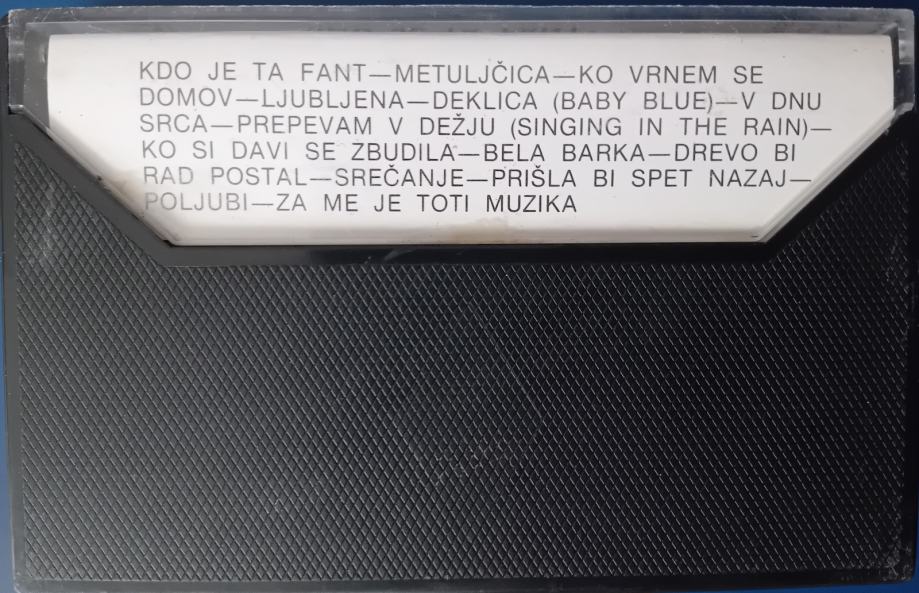 KDO JE TA FANT—METULJČICA—KO VRNEM SE
DOMOV—LJUBLJENA—DEKLICA (BABY BLUE)—V DNU
SRCA—PREPEVAM V DEŽJU (SINGING IN THE RAIN)—
KO SI DAVI SE ZBUDILA—BELA BARKA—DREVO BI
RAD POSTAL—SREČANJE—PRIŠLA BI SPET NAZAJ—
POLJUBI—ZA ME JE TOTI MUZIKA